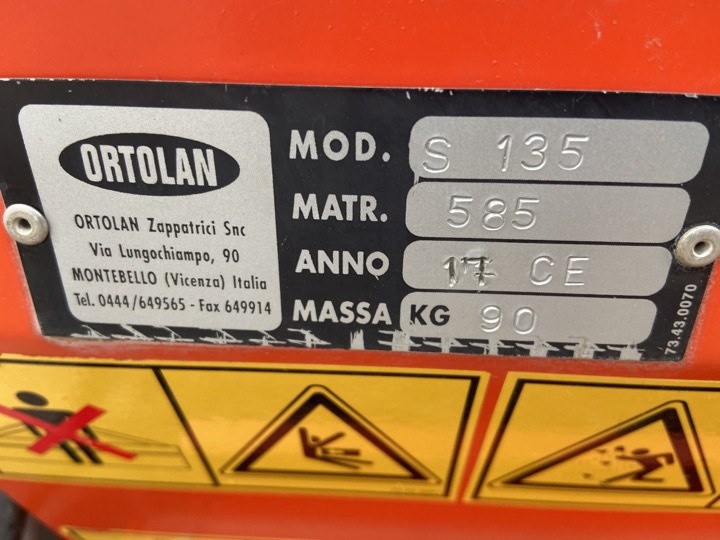 ORTOLAN
ORTOLAN Zappatrici Snc
Via Lungochiampo, 90
MONTEBELLO (Vicenza) Italia
Tel. 0444/649565 - Fax 649914
MOD. S 135
MATR. 585
ANNO 17 CE
MASSA KG 90
73.43.0070